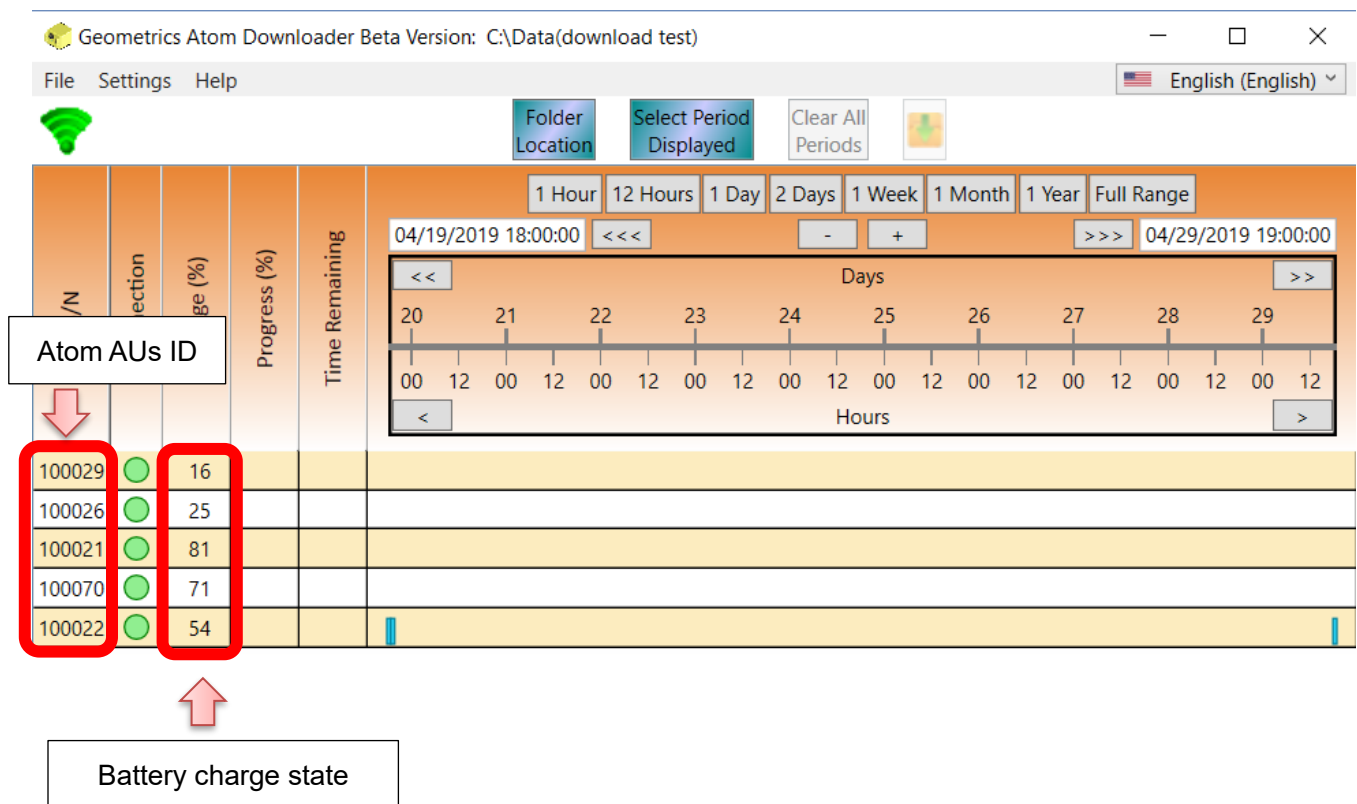 Geometrics Atom Downloader Beta Version: C:\Data(download test)
File Settings Help
English (English)
Folder Location
Select Period Displayed
Clear All Periods
1 Hour 12 Hours 1 Day 2 Days 1 Week 1 Month 1 Year Full Range
04/19/2019 18:00:00 <<< - + >>> 04/29/2019 19:00:00
<< Days >>
20 21 22 23 24 25 26 27 28 29
00 12 00 12 00 12 00 12 00 12 00 12 00 12 00 12 00 12 00 12
< Hours >
Progress (%)
Time Remaining
Atom AUs ID
100029 16
100026 25
100021 81
100070 71
100022 54
Battery charge state